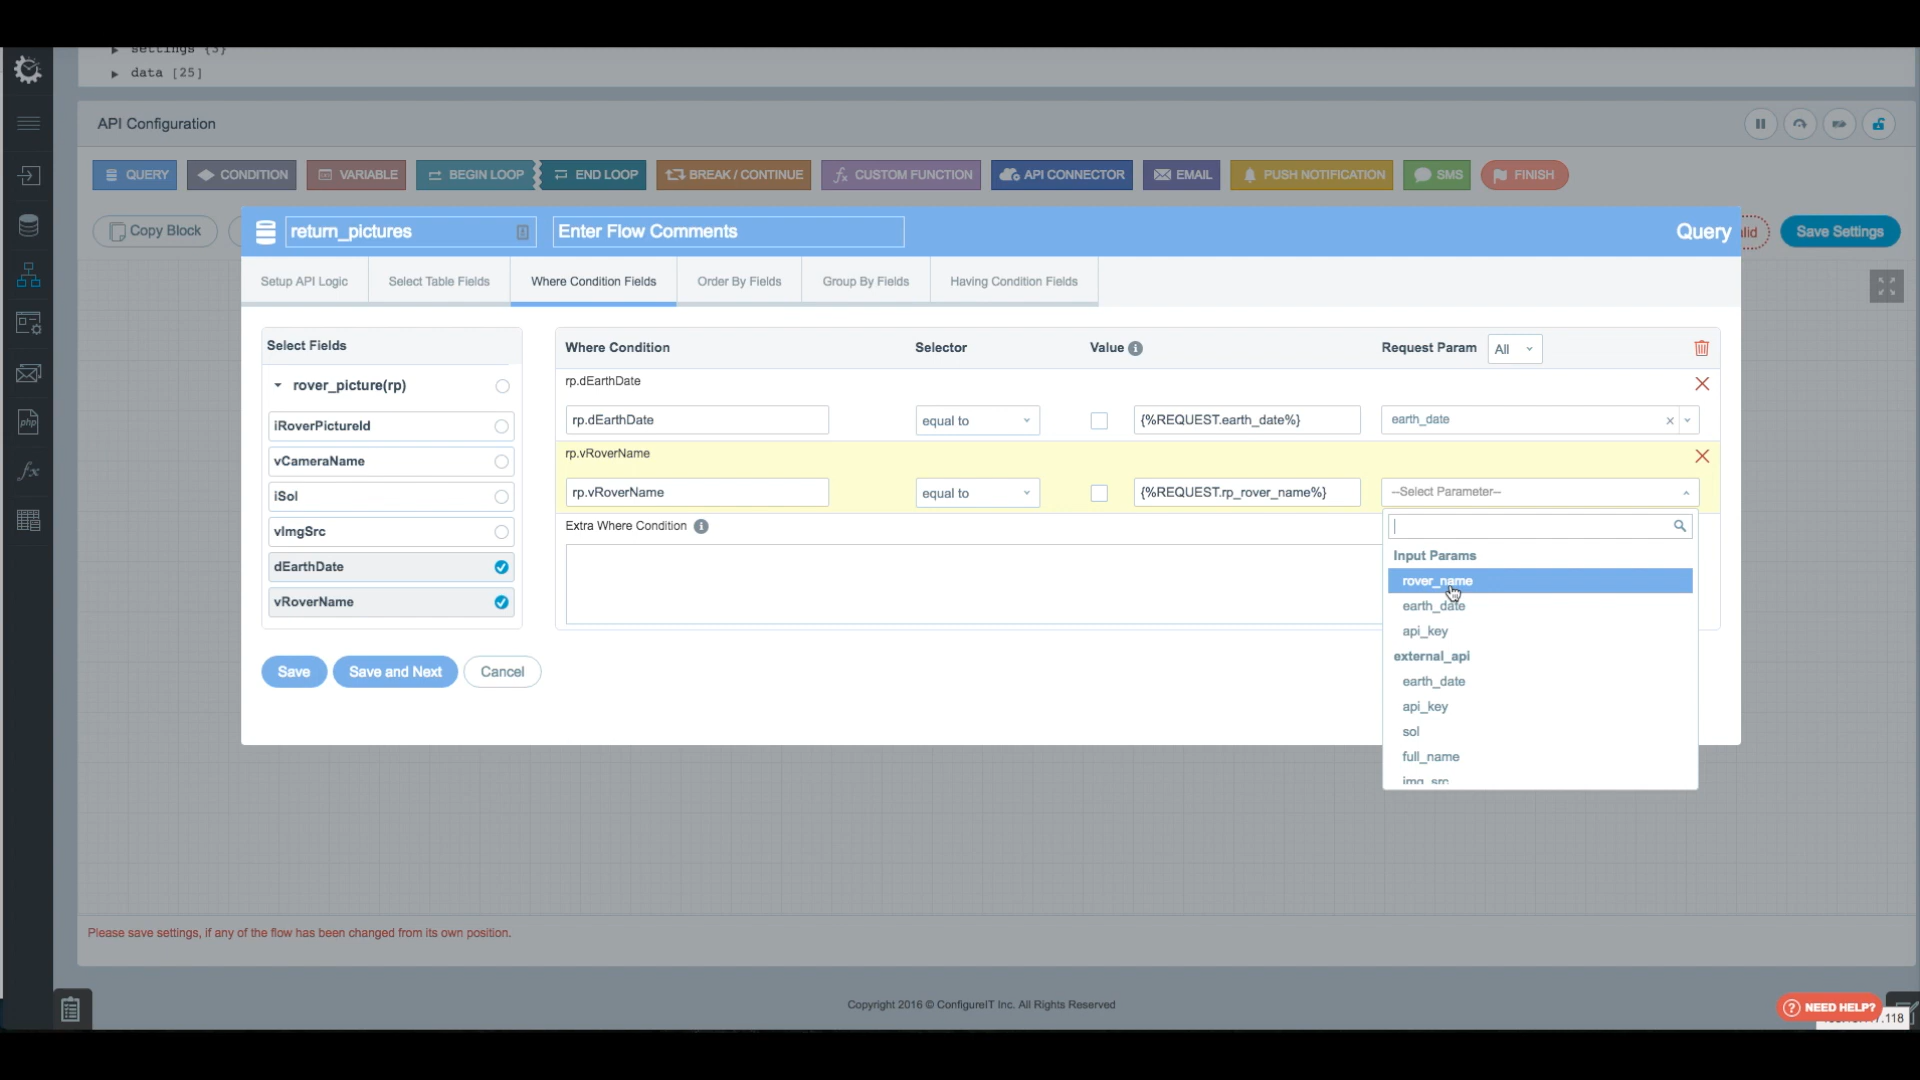 settings {3}
data [25]
API Configuration
QUERY
CONDITION
VARIABLE
BEGIN LOOP
END LOOP
BREAK / CONTINUE
CUSTOM FUNCTION
API CONNECTOR
EMAIL
PUSH NOTIFICATION
SMS
FINISH
Copy Block
return_pictures
Enter Flow Comments
Query
Save Settings
Setup API Logic
Select Table Fields
Where Condition Fields
Order By Fields
Group By Fields
Having Condition Fields
Select Fields
rover_picture(rp)
iRoverPictureId
vCameraName
iSol
vImgSrc
dEarthDate
vRoverName
Where Condition
Selector
Value
Request Param
All
rp.dEarthDate
rp.dEarthDate
equal to
{%REQUEST.earth_date%}
earth_date
rp.vRoverName
rp.vRoverName
equal to
{%REQUEST.rp_rover_name%}
--Select Parameter--
Extra Where Condition
Input Params
rover_name
earth_date
api_key
external_api
earth_date
api_key
sol
full_name
img_src
Save
Save and Next
Cancel
Please save settings, if any of the flow has been changed from its own position.
Copyright 2016 © ConfigureIT Inc. All Rights Reserved
NEED HELP?
php
fx